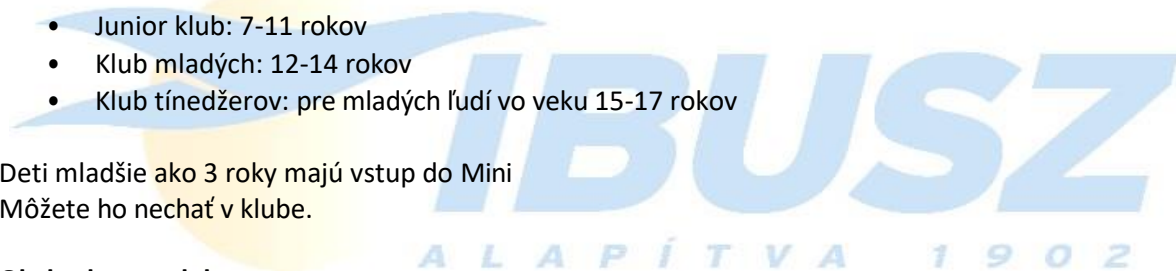 • Junior klub: 7-11 rokov
• Klub mladých: 12-14 rokov
• Klub tínedžerov: pre mladých ľudí vo veku 15-17 rokov
Deti mladšie ako 3 roky majú vstup do Mini
Môžete ho nechať v klube.
IBUSZ
ALAPÍTVA 1902